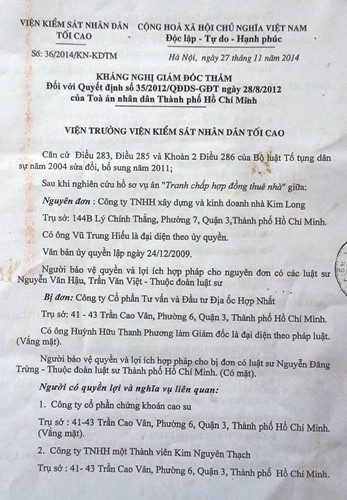 VIỆN KIỂM SÁT NHÂN DÂN
TỐI CAO
CỘNG HOÀ XÃ HỘI CHỦ NGHĨA VIỆT NAM
Độc lập - Tự do - Hạnh phúc
Số: 36/2014/KN-KDTM
Hà Nội, ngày 27 tháng 11 năm 2014
KHÁNG NGHỊ GIÁM ĐỐC THẨM
Đối với Quyết định số 35/2012/QĐDS-GĐT ngày 28/8/2012
của Toà án nhân dân Thành phố Hồ Chí Minh
VIỆN TRƯỞNG VIỆN KIỂM SÁT NHÂN DÂN TỐI CAO
Căn cứ Điều 283, Điều 285 và Khoản 2 Điều 286 của Bộ luật Tố tụng dân
sự năm 2004 sửa đổi, bổ sung năm 2011;
Sau khi nghiên cứu hồ sơ vụ án "Tranh chấp hợp đồng thuê nhà" giữa:
Nguyên đơn : Công ty TNHH xây dựng và kinh doanh nhà Kim Long
Trụ sở: 144B Lý Chính Thắng, Phường 7, Quận 3,Thành phố Hồ Chí Minh.
Có ông Vũ Trung Hiếu là đại diện theo ủy quyền.
Văn bản ủy quyền lập ngày 24/12/2009.
Người bảo vệ quyền và lợi ích hợp pháp cho nguyên đơn có các luật sư
Nguyễn Văn Hậu, Trần Văn Việt - Thuộc đoàn luật sư
Bị đơn: Công ty Cổ phần Tư vấn và Đầu tư Địa ốc Hợp Nhất
Trụ sở: 41 - 43 Trần Cao Vân, Phường 6, Quận 3, Thành phố Hồ Chí Minh.
Có ông Huỳnh Hữu Thanh Phương làm Giám đốc là đại diện theo pháp luật.
(Vắng mặt).
Người bảo vệ quyền và lợi ích hợp pháp cho bị đơn có luật sư Nguyễn Đăng
Trừng - Thuộc đoàn luật sư Thành phố Hồ Chí Minh. (Có mặt).
Người có quyền lợi và nghĩa vụ liên quan:
1. Công ty cổ phần chứng khoán cao su
Trụ sở : 41-43 Trần Cao Vân, Phường 6, Quận 3, Thành phố Hồ Chí Minh.
(Vắng mặt).
2. Công ty TNHH một Thành viên Kim Nguyên Thạch
Trụ sở : 41- 43 Trần Cao Vân, Phường 6, Quận 3, Thành phố Hồ Chí Minh.